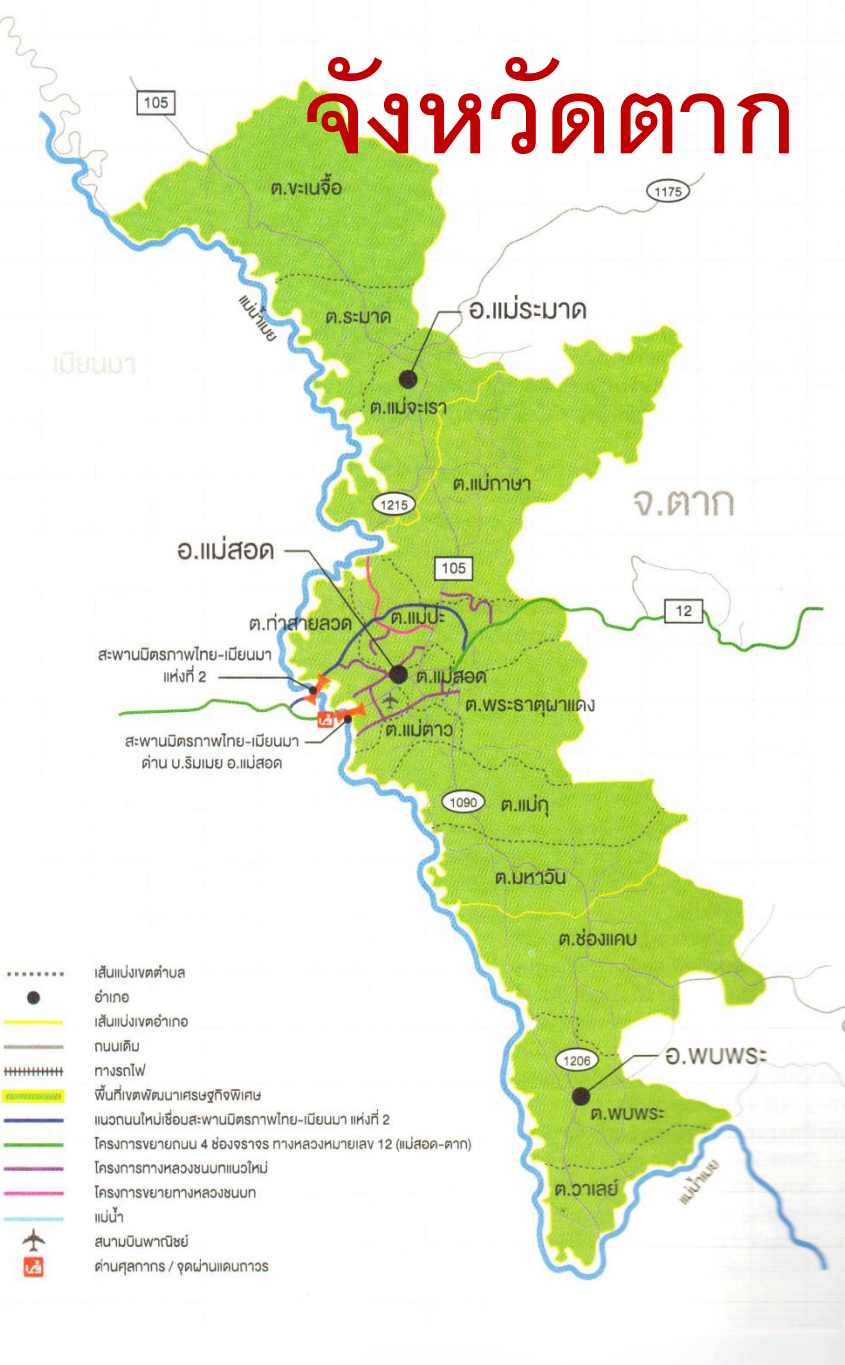 จังหวัดตาก
105
ต.ขะเนจื้อ
1175
แม่น้ำเมย
ต.ระมาด
อ.แม่ระมาด
เมียนมา
ต.แม่จะเรา
ต.แม่กาษา
จ.ตาก
1215
อ.แม่สอด
105
12
ต.ท่าสายลวด
ต.แม่ปะ
สะพานมิตรภาพไทย-เมียนมา
แห่งที่ 2
ต.แม่สอด
ต.พระธาตุผาแดง
ต.แม่ตาว
สะพานมิตรภาพไทย-เมียนมา
ด่าน บ.ริมเมย อ.แม่สอด
1090
ต.แม่กุ
ต.มหาวัน
ต.ช่องแคบ
1206
อ.พบพระ
ต.พบพระ
ต.วาเลย์
แม่น้ำเมย
เส้นแบ่งเขตตำบล
อำเภอ
เส้นแบ่งเขตอำเภอ
ถนนเดิม
ทางรถไฟ
พื้นที่เขตพัฒนาเศรษฐกิจพิเศษ
แนวถนนใหม่เชื่อมสะพานมิตรภาพไทย-เมียนมา แห่งที่ 2
โครงการขยายถนน 4 ช่องจราจร ทางหลวงหมายเลข 12 (แม่สอด-ตาก)
โครงการทางหลวงชนบทแนวใหม่
โครงการขยายทางหลวงชนบท
แม่น้ำ
สนามบินพาณิชย์
ด่านศุลกากร / จุดผ่านแดนถาวร